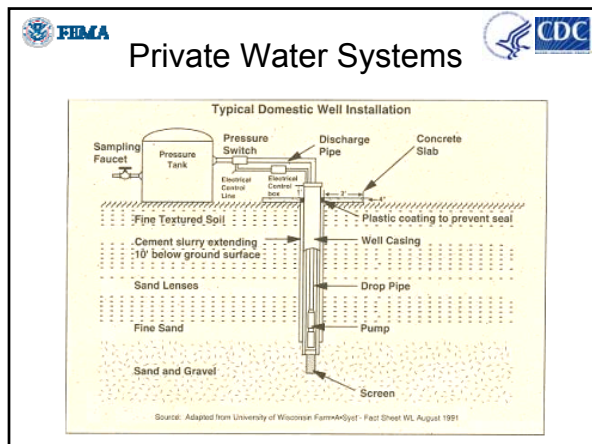 FEMA
CDC
Private Water Systems
Typical Domestic Well Installation
Sampling
Faucet
Pressure
Tank
Pressure
Switch
Discharge
Pipe
Concrete
Slab
Electrical
Control
Line
Electrical
Control
box
1'
3'
4"
Fine Textured Soil
Plastic coating to prevent seal
Cement slurry extending
10' below ground surface
Well Casing
Sand Lenses
Drop Pipe
Fine Sand
Pump
Sand and Gravel
Screen
Source: Adapted from University of Wisconsin Farm•A•Syst - Fact Sheet WL August 1991